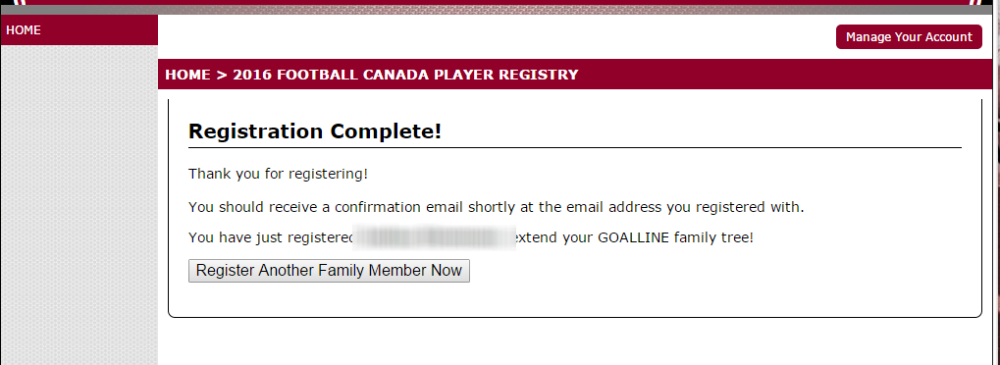 HOME
Manage Your Account
HOME > 2016 FOOTBALL CANADA PLAYER REGISTRY
Registration Complete!
Thank you for registering!
You should receive a confirmation email shortly at the email address you registered with.
You have just registered extend your GOALLINE family tree!
Register Another Family Member Now